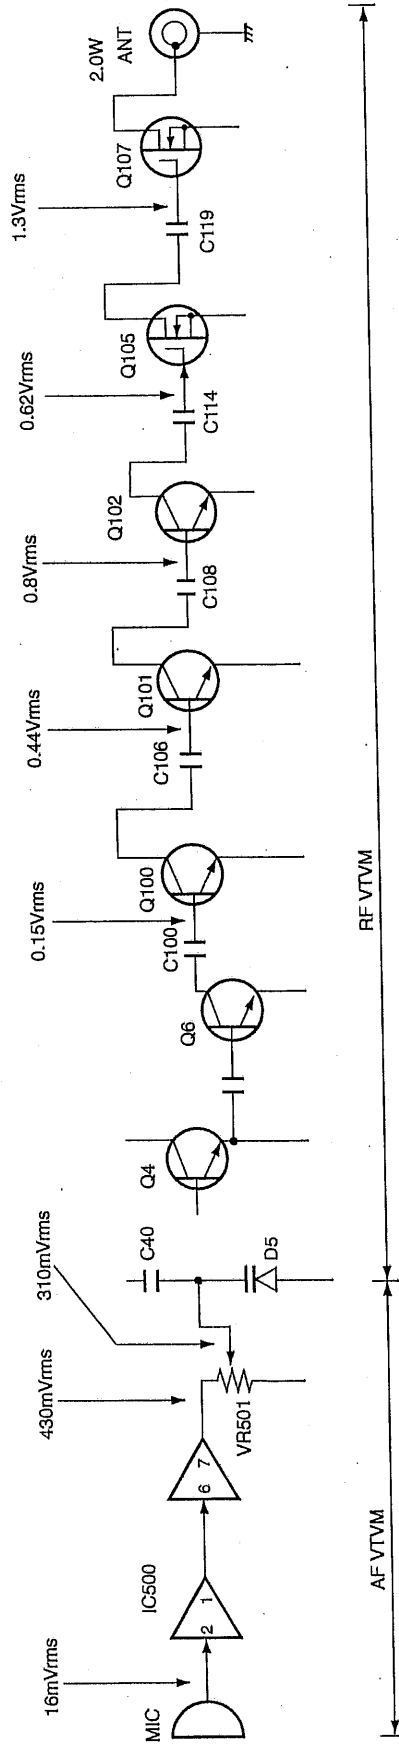 16mVrms
MIC
2
1
IC500
6
7
430mVrms
310mVrms
VR501
C40
D5
Q4
Q6
0.15Vrms
C100
Q100
0.44Vrms
C106
Q101
0.8Vrms
C108
Q102
0.62Vrms
C114
Q105
1.3Vrms
C119
Q107
2.0W
ANT
AF VTVM
RF VTVM